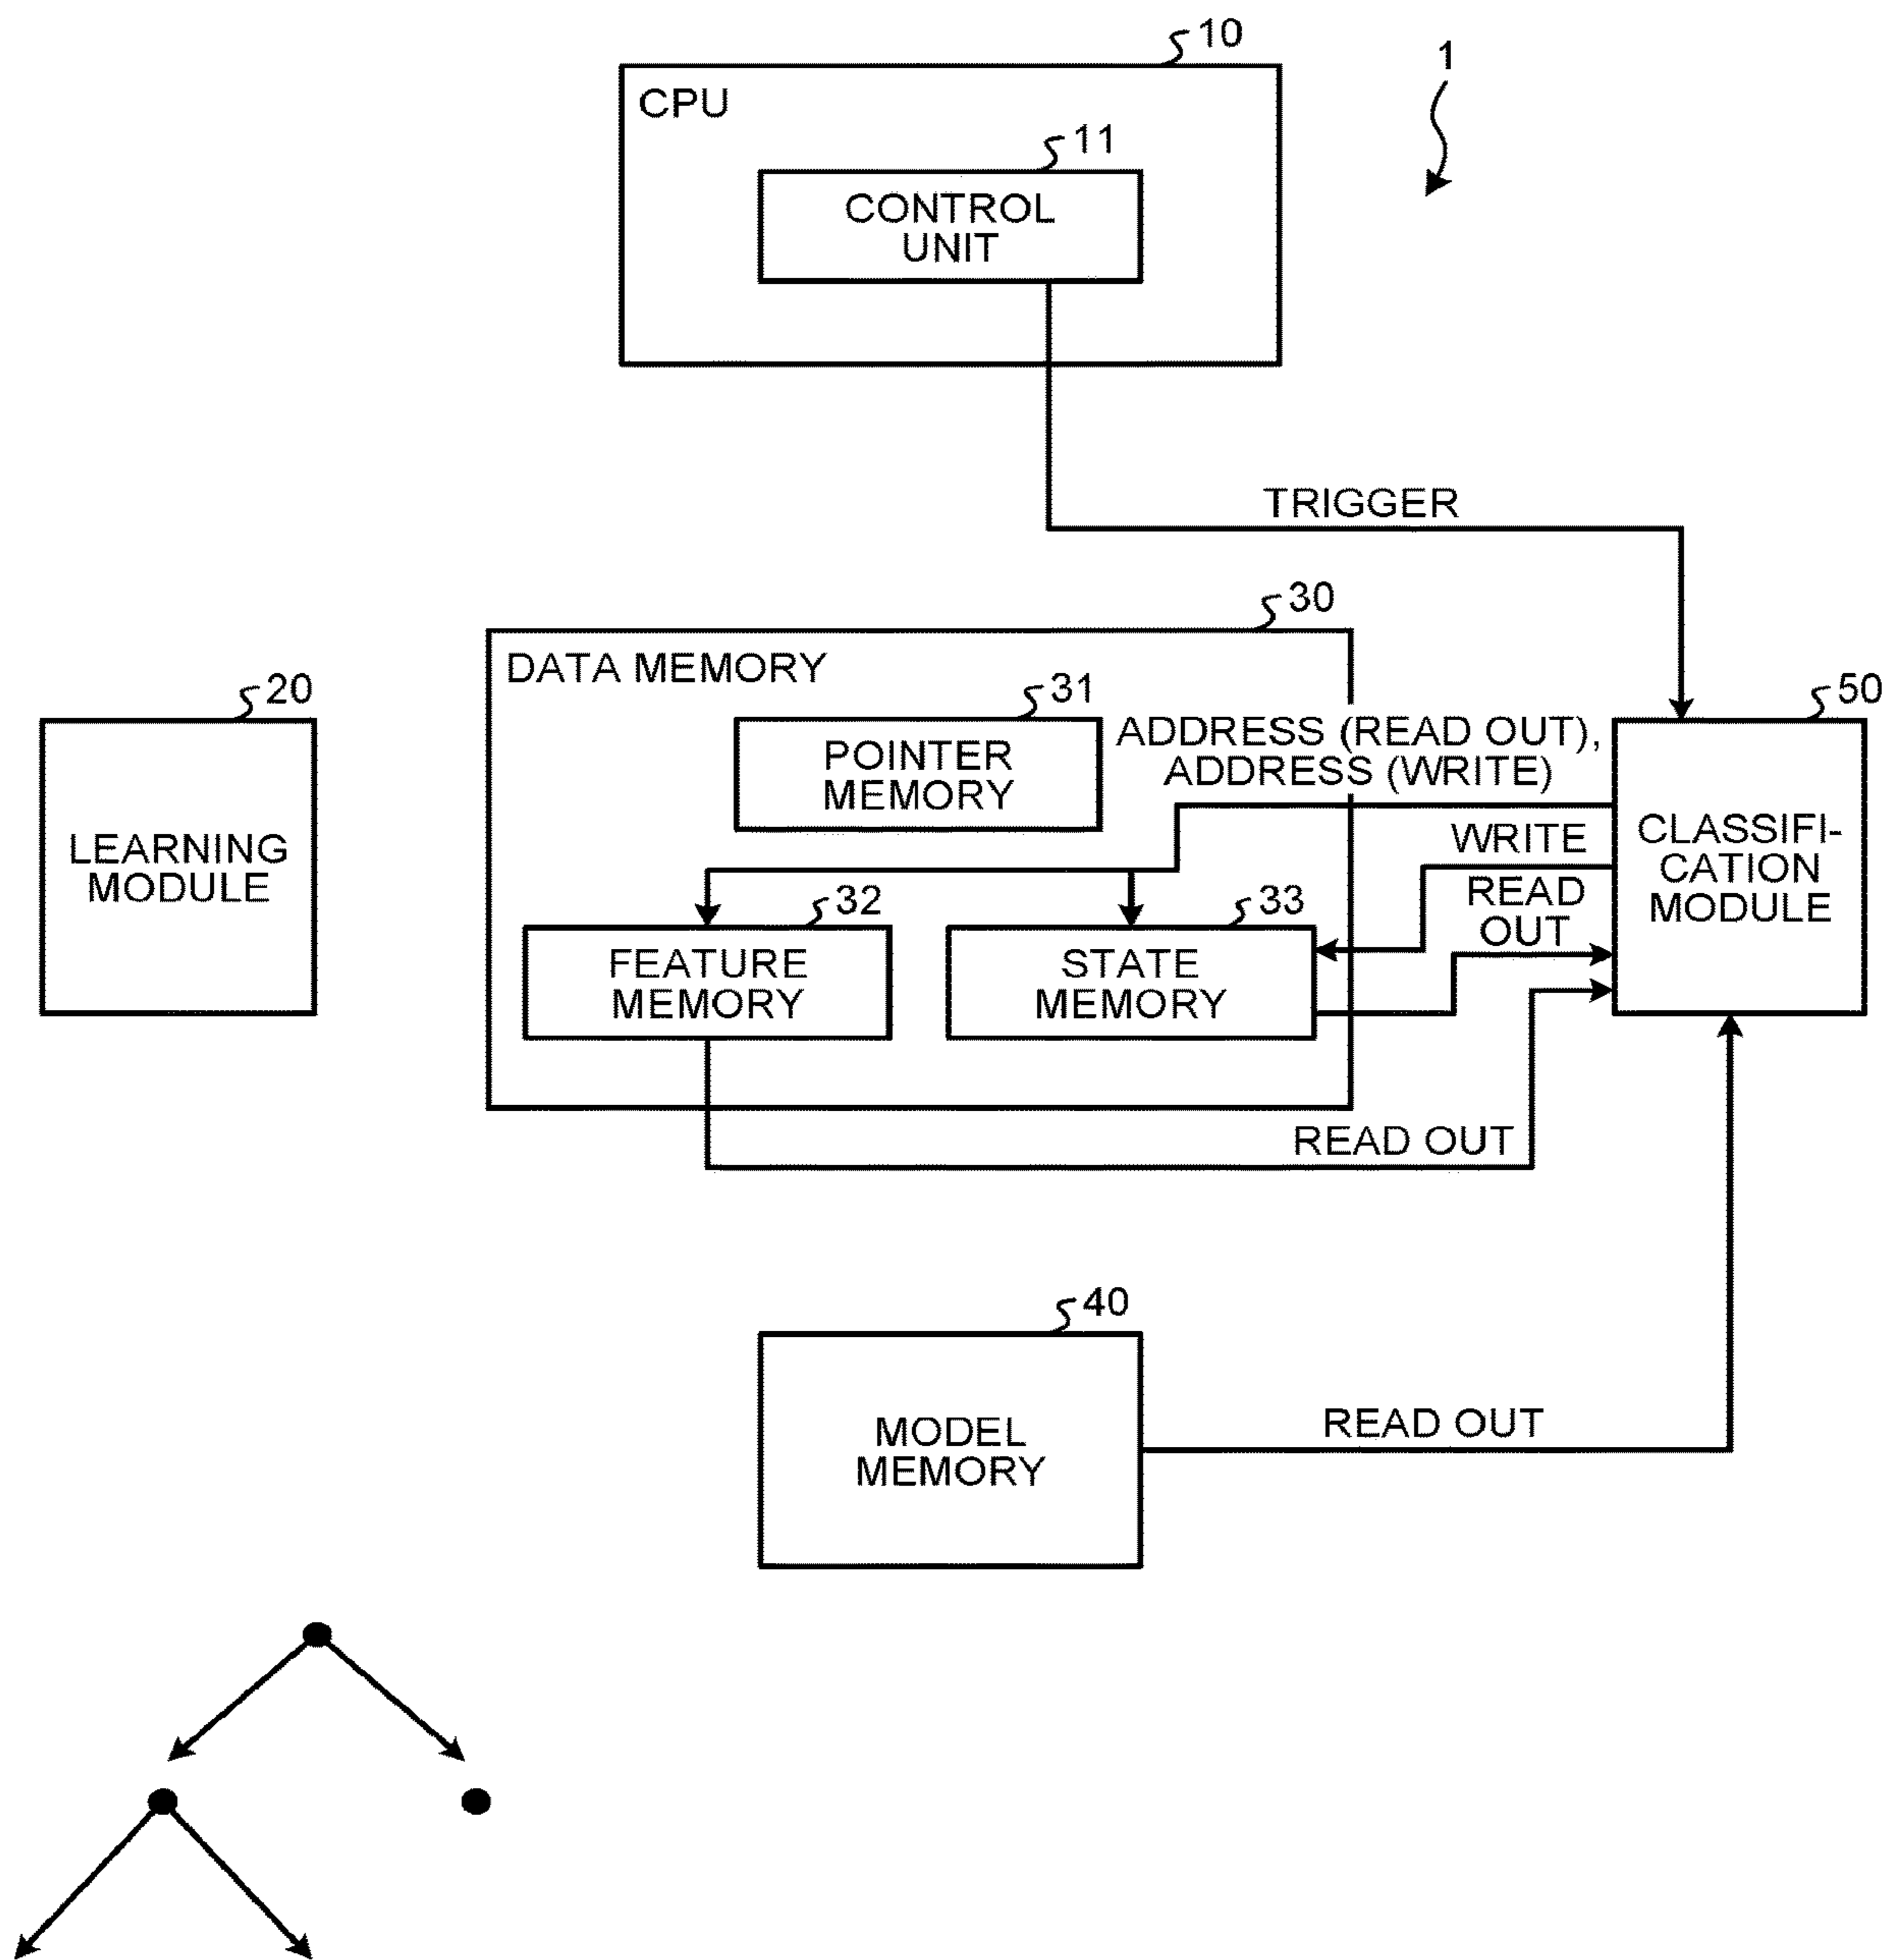 10
1
CPU
11
CONTROL
UNIT
TRIGGER
30
DATA MEMORY
20
31
50
POINTER
MEMORY
ADDRESS (READ OUT),
ADDRESS (WRITE)
LEARNING
MODULE
CLASSIFI-
CATION
MODULE
WRITE
READ
OUT
32
33
FEATURE
MEMORY
STATE
MEMORY
READ OUT
40
MODEL
MEMORY
READ OUT